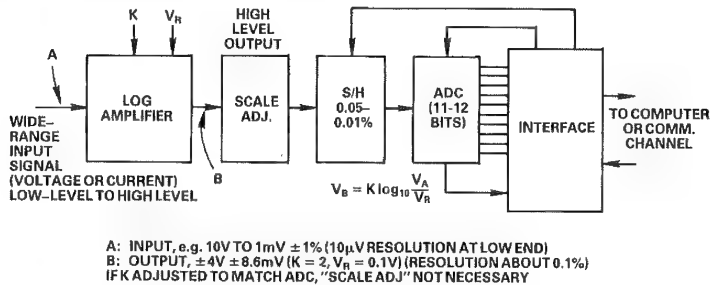 K
V_R
HIGH
LEVEL
OUTPUT
A
LOG
AMPLIFIER
SCALE
ADJ.
S/H
0.05–
0.01%
ADC
(11-12
BITS)
INTERFACE
TO COMPUTER
OR COMM.
CHANNEL
WIDE–
RANGE
INPUT
SIGNAL
(VOLTAGE OR CURRENT)
LOW–LEVEL TO HIGH LEVEL
B
V_B = K log₁₀ V_A/V_R
A: INPUT, e.g. 10V TO 1mV ±1% (10μV RESOLUTION AT LOW END)
B: OUTPUT, ±4V ±8.6mV (K = 2, V_R = 0.1V) (RESOLUTION ABOUT 0.1%)
IF K ADJUSTED TO MATCH ADC, "SCALE ADJ" NOT NECESSARY